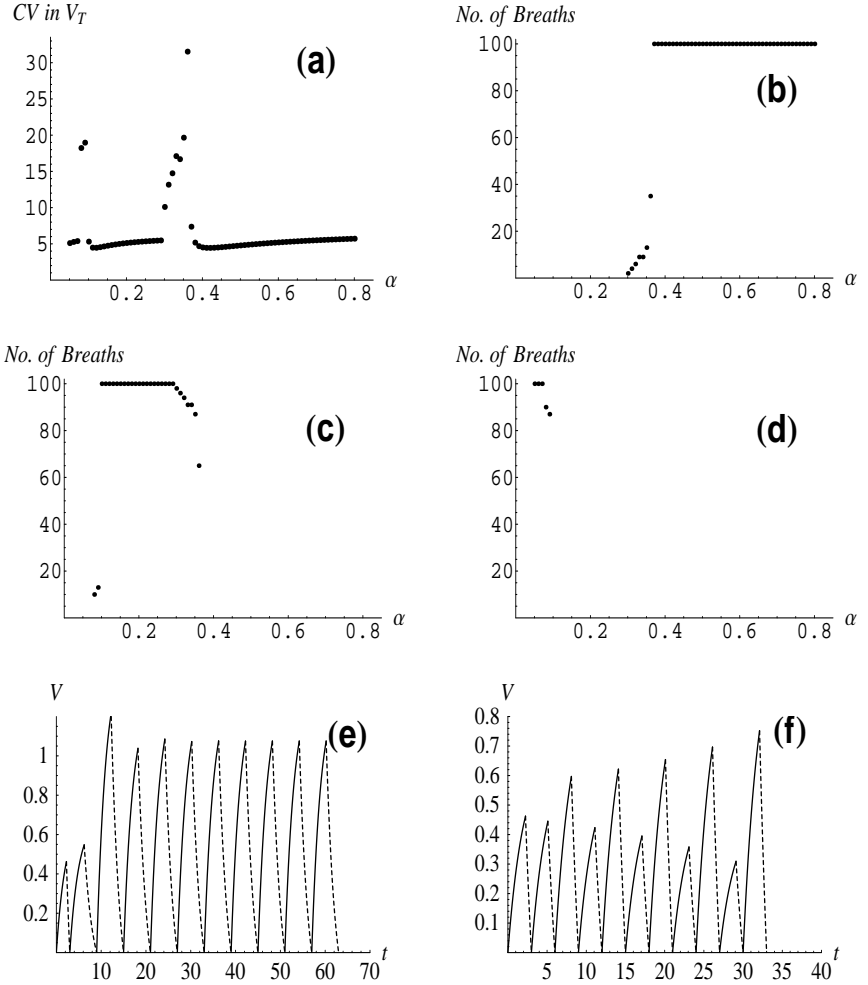 CV in V_T
30
25
20
15
10
5
0.2 0.4 0.6 0.8 α
(a)
No. of Breaths
100
80
60
40
20
0.2 0.4 0.6 0.8 α
(b)
No. of Breaths
100
80
60
40
20
0.2 0.4 0.6 0.8 α
(c)
No. of Breaths
100
80
60
40
20
0.2 0.4 0.6 0.8 α
(d)
V
1
0.8
0.6
0.4
0.2
10 20 30 40 50 60 70 t
(e)
V
0.8
0.7
0.6
0.5
0.4
0.3
0.2
0.1
5 10 15 20 25 30 35 40 t
(f)